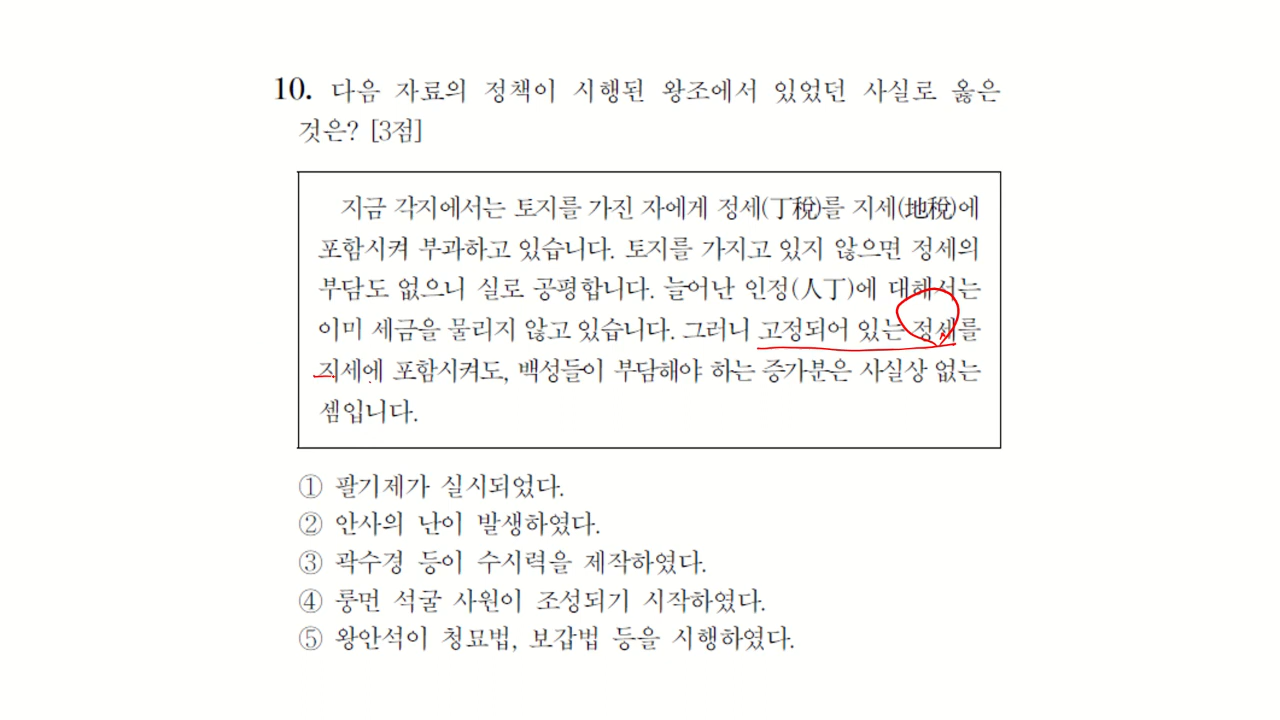 10. 다음 자료의 정책이 시행된 왕조에서 있었던 사실로 옳은
것은? [3점]
지금 각지에서는 토지를 가진 자에게 정세(丁稅)를 지세(地稅)에
포함시켜 부과하고 있습니다. 토지를 가지고 있지 않으면 정세의
부담도 없으니 실로 공평합니다. 늘어난 인정(人丁)에 대해서는
이미 세금을 물리지 않고 있습니다. 그러니 고정되어 있는 정세를
지세에 포함시켜도, 백성들이 부담해야 하는 증가분은 사실상 없는
셈입니다.
① 팔기제가 실시되었다.
② 안사의 난이 발생하였다.
③ 곽수경 등이 수시력을 제작하였다.
④ 룽먼 석굴 사원이 조성되기 시작하였다.
⑤ 왕안석이 청묘법, 보갑법 등을 시행하였다.